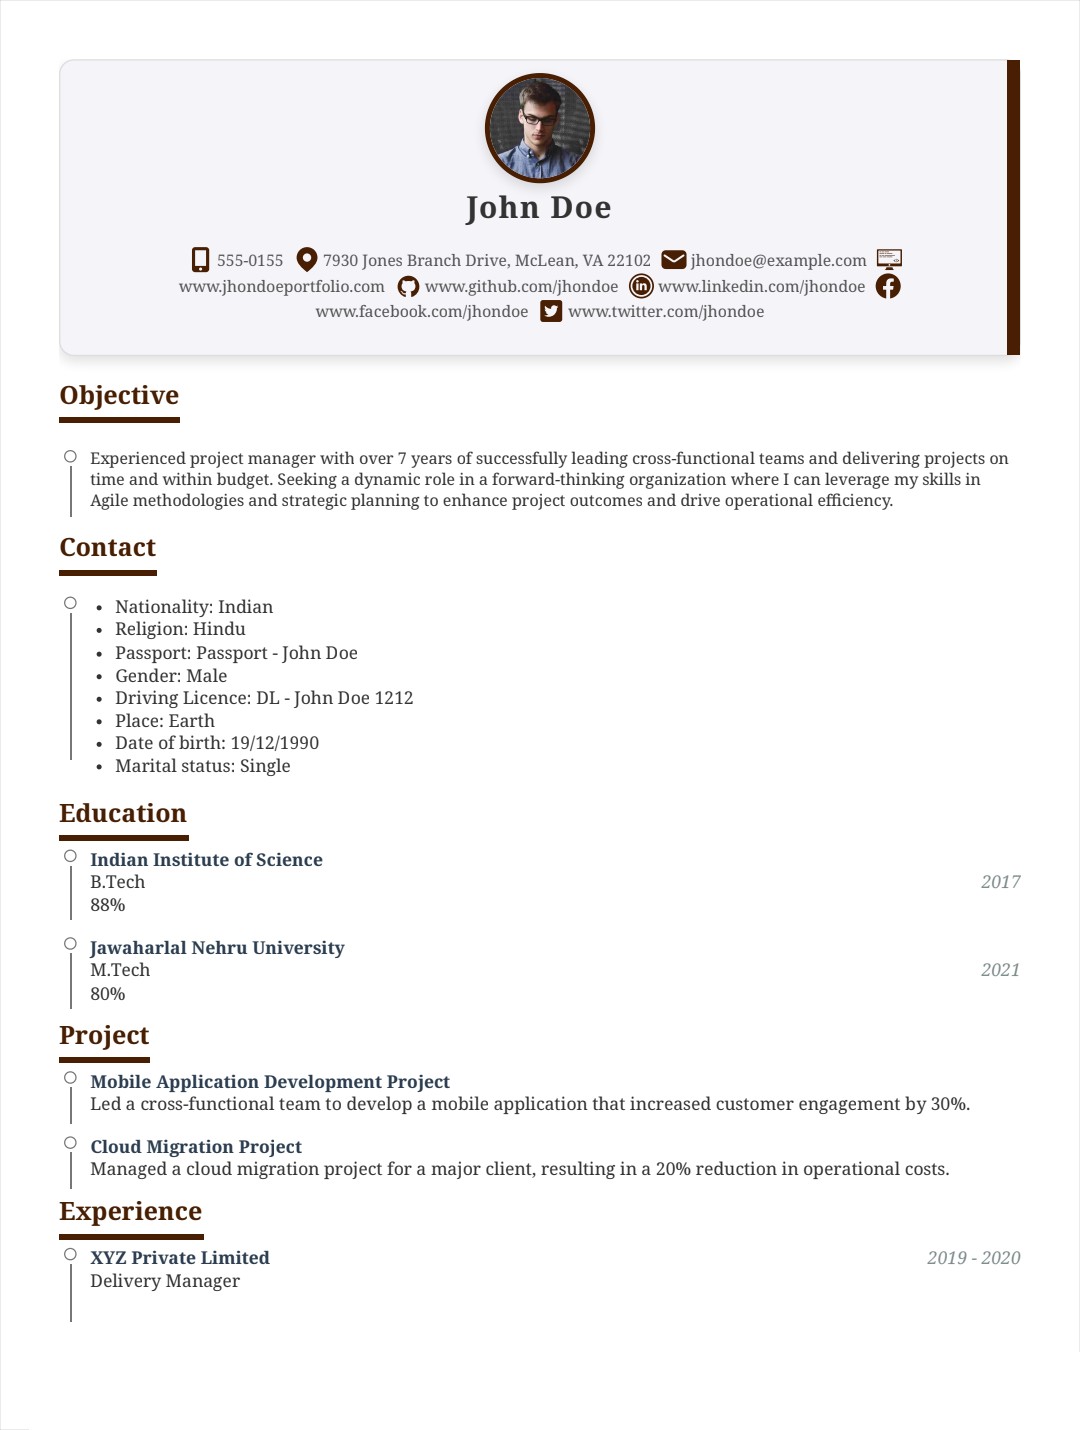 John Doe
555-0155 7930 Jones Branch Drive, McLean, VA 22102 jhondoe@example.com
www.jhondoeportfolio.com www.github.com/jhondoe www.linkedin.com/jhondoe
www.facebook.com/jhondoe www.twitter.com/jhondoe
Objective
Experienced project manager with over 7 years of successfully leading cross-functional teams and delivering projects on
time and within budget. Seeking a dynamic role in a forward-thinking organization where I can leverage my skills in
Agile methodologies and strategic planning to enhance project outcomes and drive operational efficiency.
Contact
• Nationality: Indian
• Religion: Hindu
• Passport: Passport - John Doe
• Gender: Male
• Driving Licence: DL - John Doe 1212
• Place: Earth
• Date of birth: 19/12/1990
• Marital status: Single
Education
Indian Institute of Science
B.Tech 2017
88%
Jawaharlal Nehru University
M.Tech 2021
80%
Project
Mobile Application Development Project
Led a cross-functional team to develop a mobile application that increased customer engagement by 30%.
Cloud Migration Project
Managed a cloud migration project for a major client, resulting in a 20% reduction in operational costs.
Experience
XYZ Private Limited 2019 - 2020
Delivery Manager